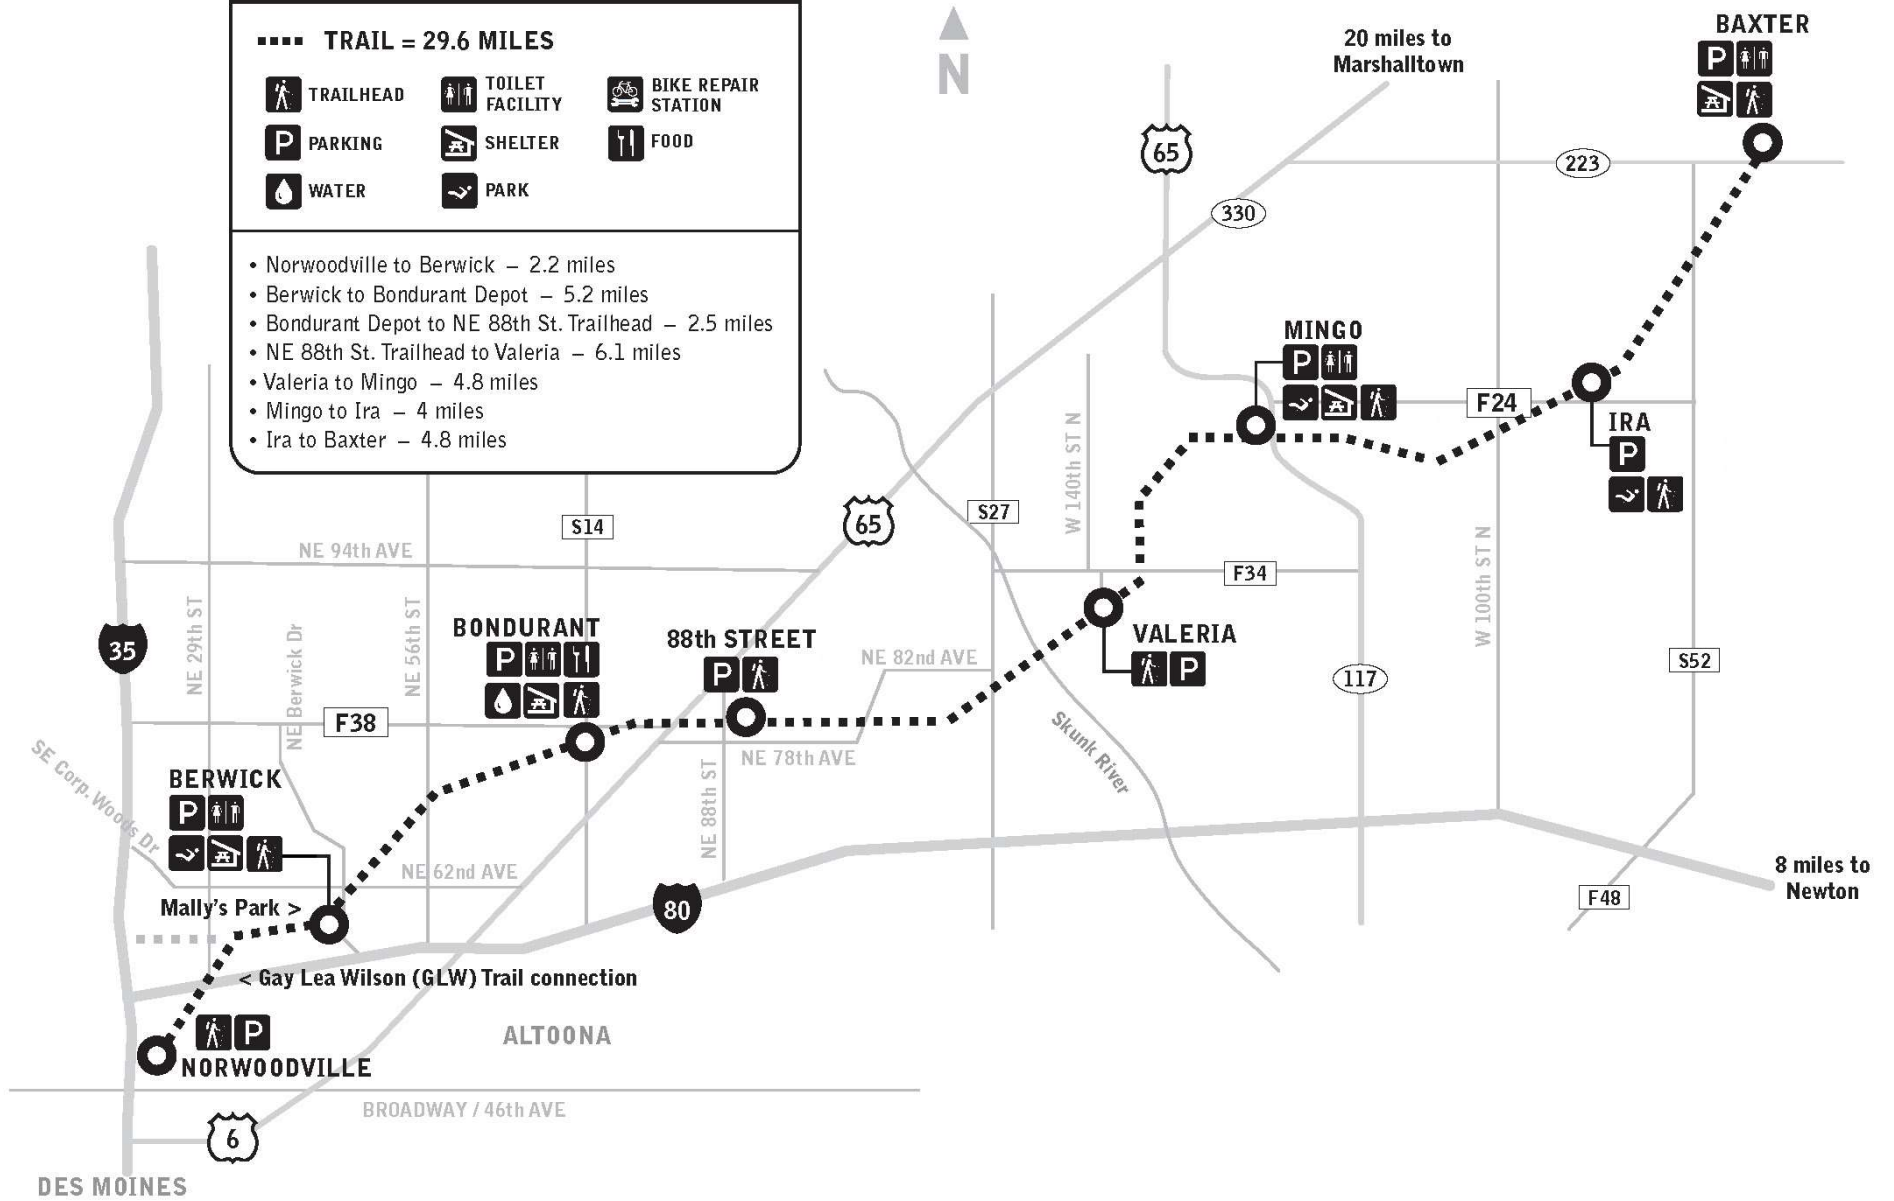 TRAIL = 29.6 MILES
TRAILHEAD
TOILET
FACILITY
BIKE REPAIR
STATION
P PARKING
SHELTER
FOOD
WATER
PARK
• Norwoodville to Berwick – 2.2 miles
• Berwick to Bondurant Depot – 5.2 miles
• Bondurant Depot to NE 88th St. Trailhead – 2.5 miles
• NE 88th St. Trailhead to Valeria – 6.1 miles
• Valeria to Mingo – 4.8 miles
• Mingo to Ira – 4 miles
• Ira to Baxter – 4.8 miles
N
20 miles to
Marshalltown
BAXTER
P
65
223
330
MINGO
P
F24
IRA
P
S14
65
S27
W 140th ST N
NE 94th AVE
F34
W 100th ST N
35
NE 29th ST
NE Berwick Dr
NE 56th ST
BONDURANT
P
88th STREET
P
NE 82nd AVE
VALERIA
P
117
S52
F38
SE Corp. Woods Dr
NE 78th AVE
NE 88th ST
Skunk River
BERWICK
P
NE 62nd AVE
Mally's Park >
80
8 miles to
Newton
F48
< Gay Lea Wilson (GLW) Trail connection
P
NORWOODVILLE
ALTOONA
BROADWAY / 46th AVE
6
DES MOINES